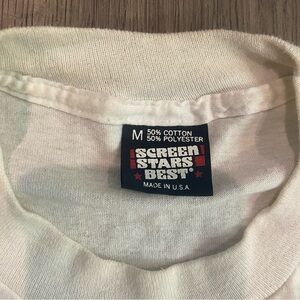 M 50% COTTON
50% POLYESTER
SCREEN
STARS
BEST®
MADE IN U.S.A.